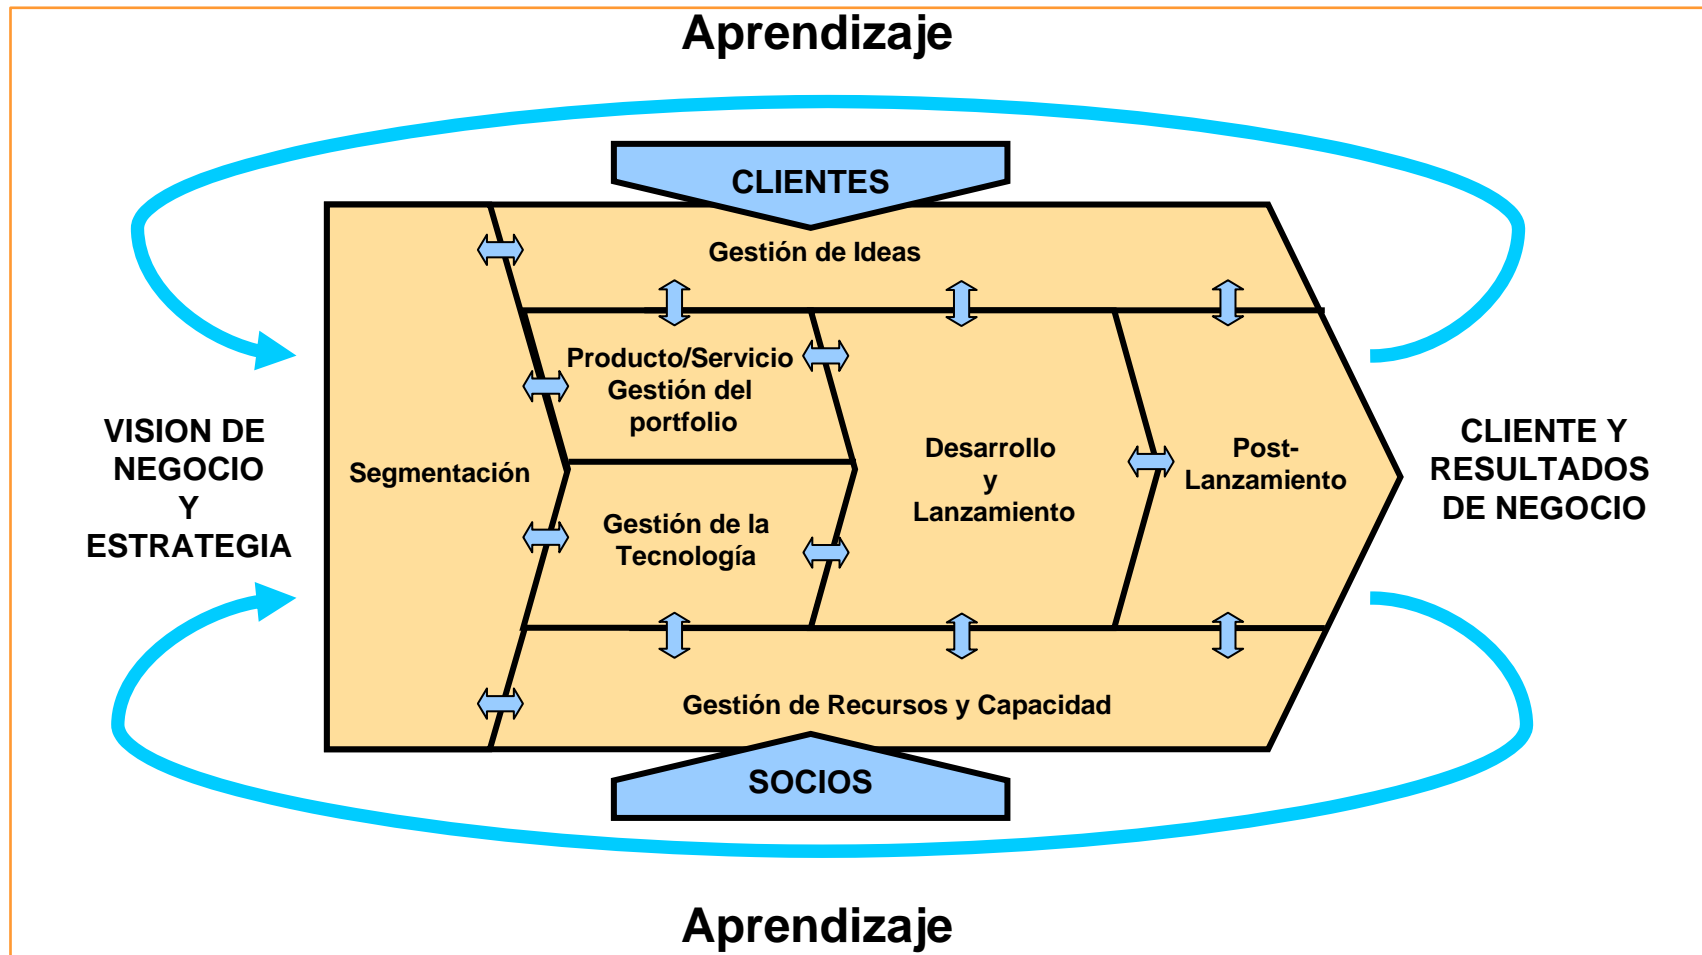 Aprendizaje
CLIENTES
Gestión de Ideas
VISION DE
NEGOCIO
Y
ESTRATEGIA
Segmentación
Producto/Servicio
Gestión del
portfolio
Gestión de la
Tecnología
Desarrollo
y
Lanzamiento
Post-
Lanzamiento
CLIENTE Y
RESULTADOS
DE NEGOCIO
Gestión de Recursos y Capacidad
SOCIOS
Aprendizaje